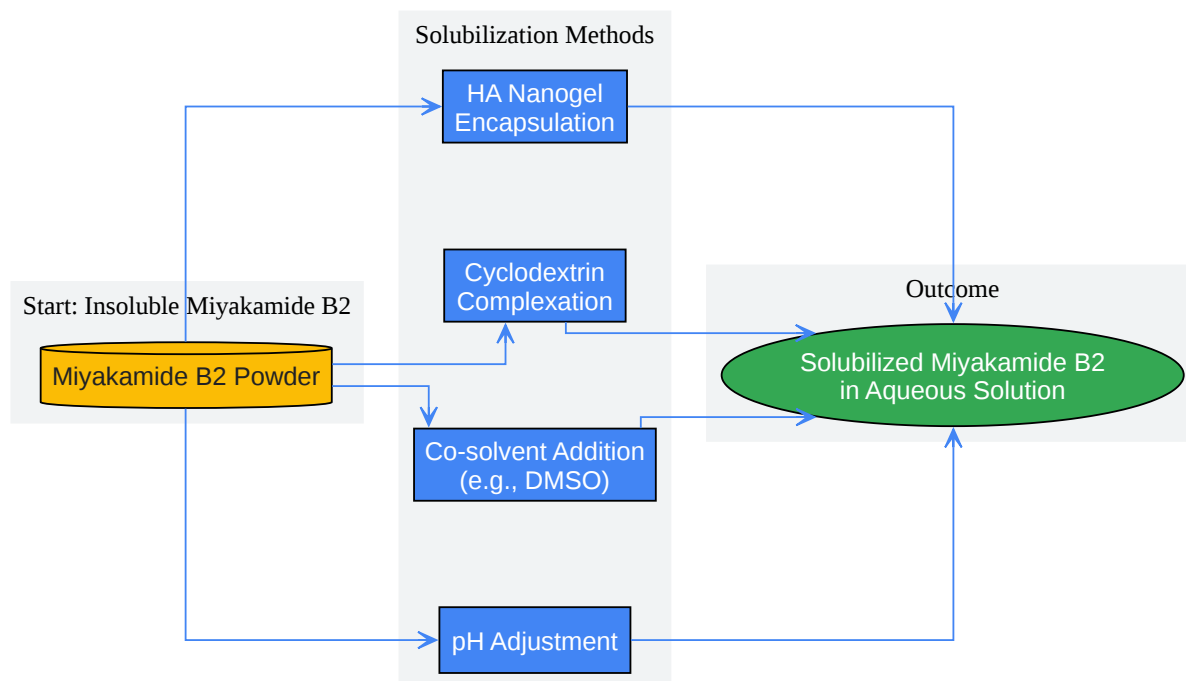 Solubilization Methods
HA Nanogel
Encapsulation
Cyclodextrin
Complexation
Start: Insoluble Miyakamide B2
Miyakamide B2 Powder
Outcome
Solubilized Miyakamide B2
in Aqueous Solution
Co-solvent Addition
(e.g., DMSO)
pH Adjustment